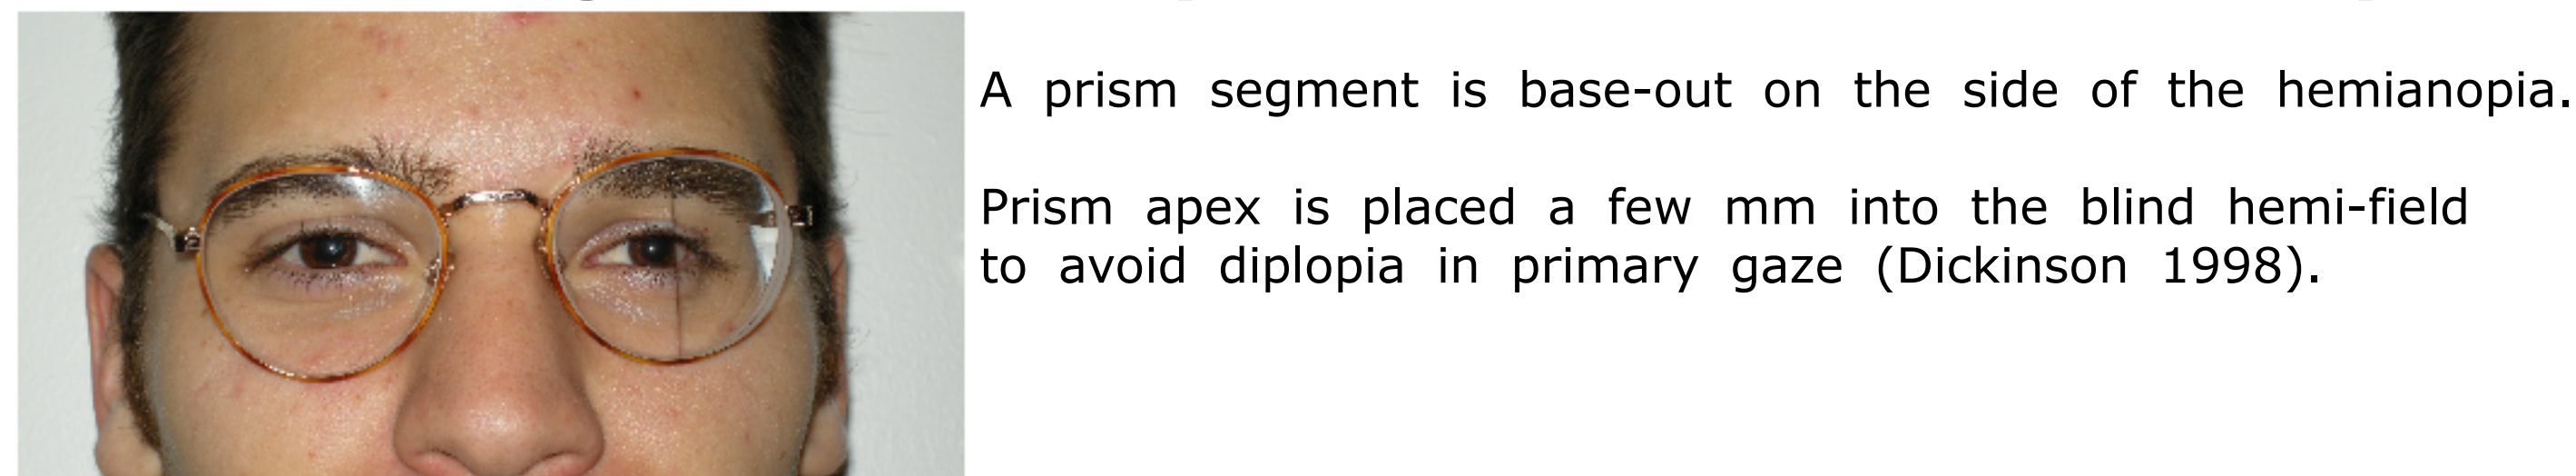 A prism segment is base-out on the side of the hemianopia.
Prism apex is placed a few mm into the blind hemi-field
to avoid diplopia in primary gaze (Dickinson 1998).